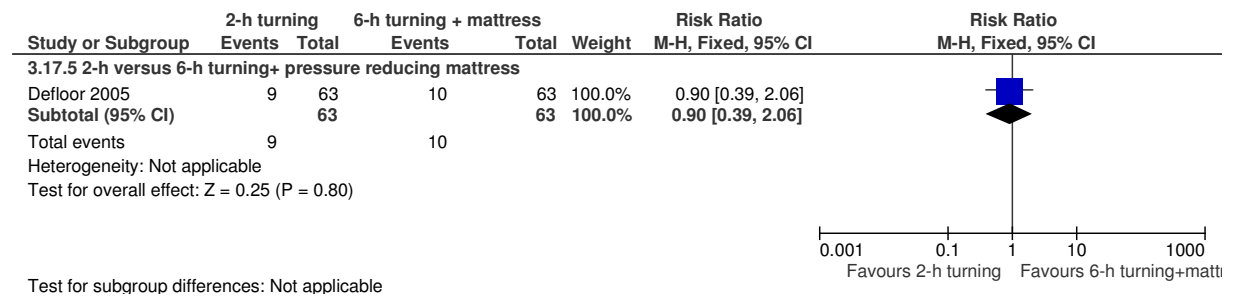 2-h turning 6-h turning + mattress Risk Ratio Risk Ratio
Study or Subgroup Events Total Events Total Weight M-H, Fixed, 95% CI M-H, Fixed, 95% CI
3.17.5 2-h versus 6-h turning+ pressure reducing mattress
Defloor 2005 9 63 10 63 100.0% 0.90 [0.39, 2.06]
Subtotal (95% CI) 63 63 100.0% 0.90 [0.39, 2.06]
Total events 9 10
Heterogeneity: Not applicable
Test for overall effect: Z = 0.25 (P = 0.80)
0.001 0.1 1 10 1000
Favours 2-h turning Favours 6-h turning+matt
Test for subgroup differences: Not applicable